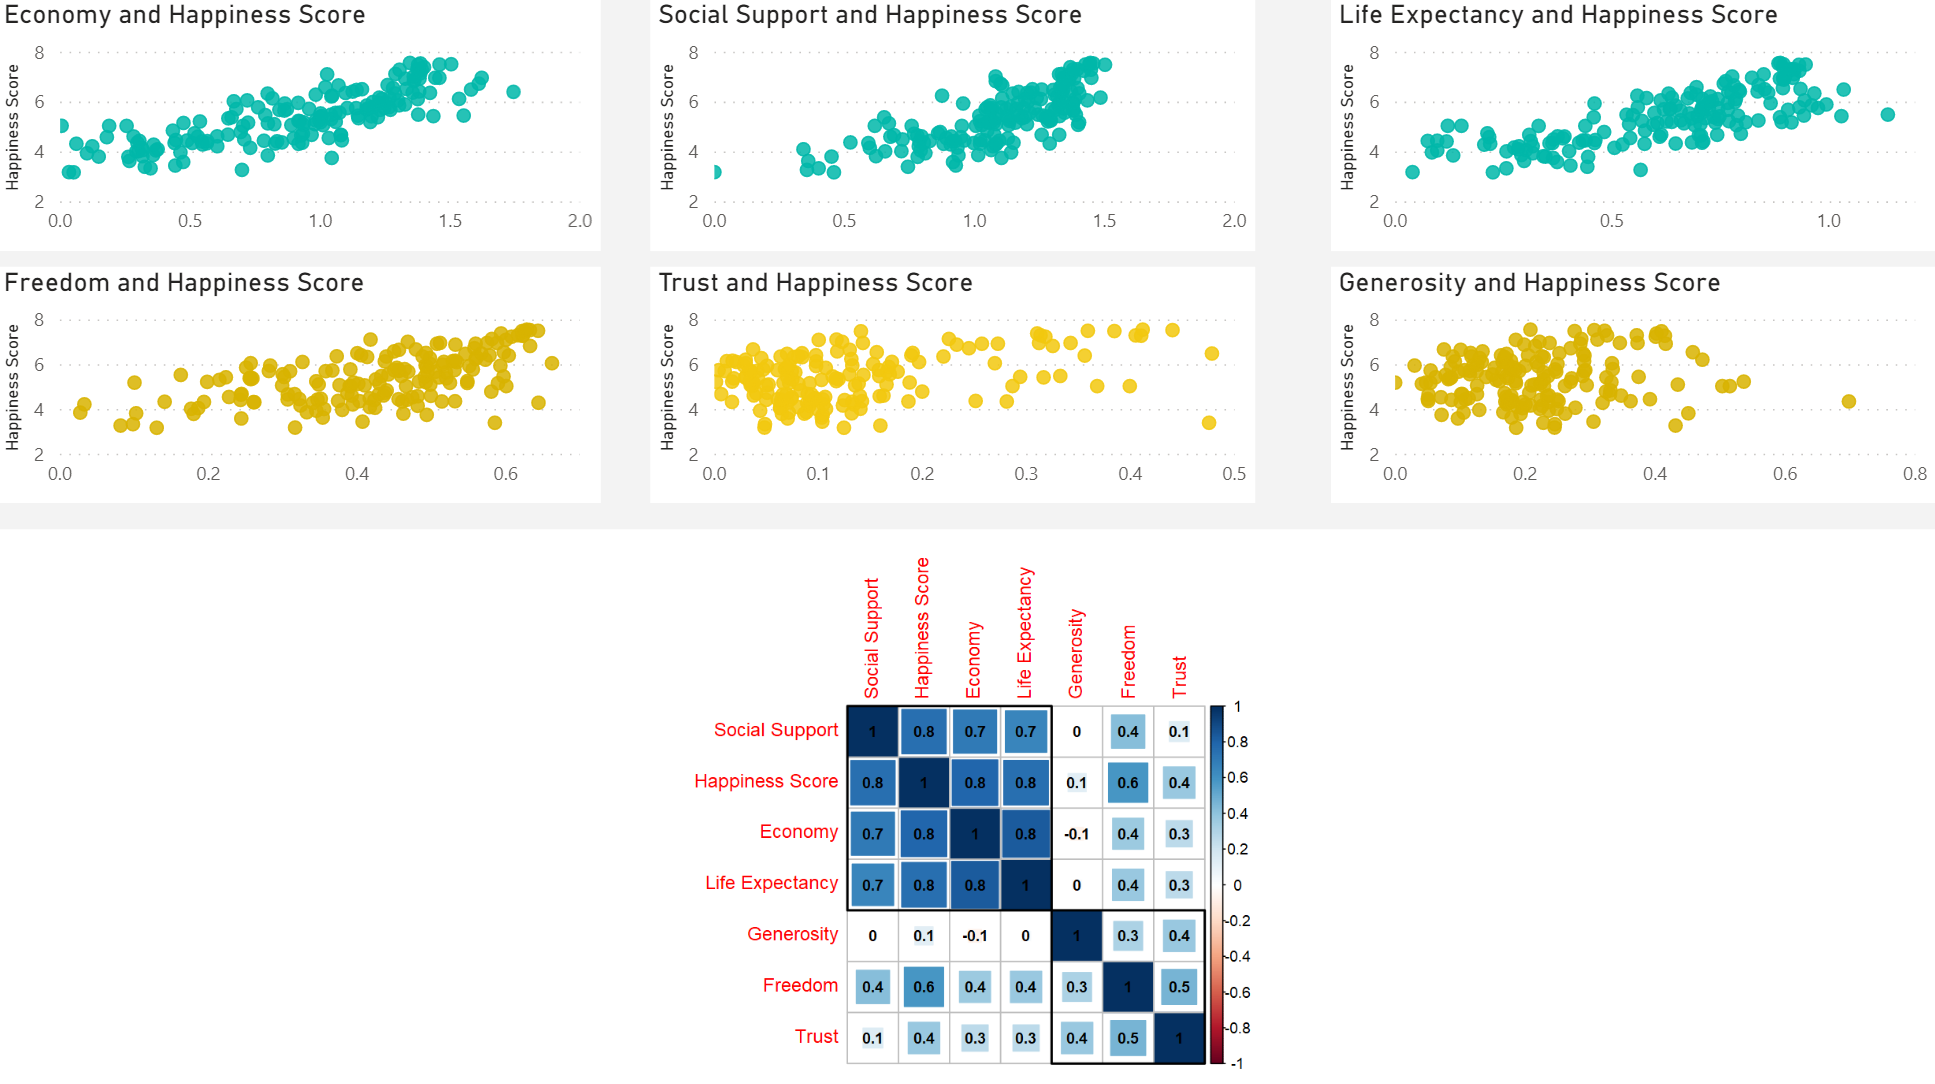 Economy and Happiness Score
Happiness Score
8
6
4
2
0.0 0.5 1.0 1.5 2.0
Social Support and Happiness Score
Happiness Score
8
6
4
2
0.0 0.5 1.0 1.5 2.0
Life Expectancy and Happiness Score
Happiness Score
8
6
4
2
0.0 0.5 1.0
Freedom and Happiness Score
Happiness Score
8
6
4
2
0.0 0.2 0.4 0.6
Trust and Happiness Score
Happiness Score
8
6
4
2
0.0 0.1 0.2 0.3 0.4 0.5
Generosity and Happiness Score
Happiness Score
8
6
4
2
0.0 0.2 0.4 0.6 0.8
Social Support
Happiness Score
Economy
Life Expectancy
Generosity
Freedom
Trust
Social Support 1 0.8 0.7 0.7 0 0.4 0.1
Happiness Score 0.8 1 0.8 0.8 0.1 0.6 0.4
Economy 0.7 0.8 1 0.8 -0.1 0.4 0.3
Life Expectancy 0.7 0.8 0.8 1 0 0.4 0.3
Generosity 0 0.1 -0.1 0 1 0.3 0.4
Freedom 0.4 0.6 0.4 0.4 0.3 1 0.5
Trust 0.1 0.4 0.3 0.3 0.4 0.5 1
1
0.8
0.6
0.4
0.2
0
-0.2
-0.4
-0.6
-0.8
-1